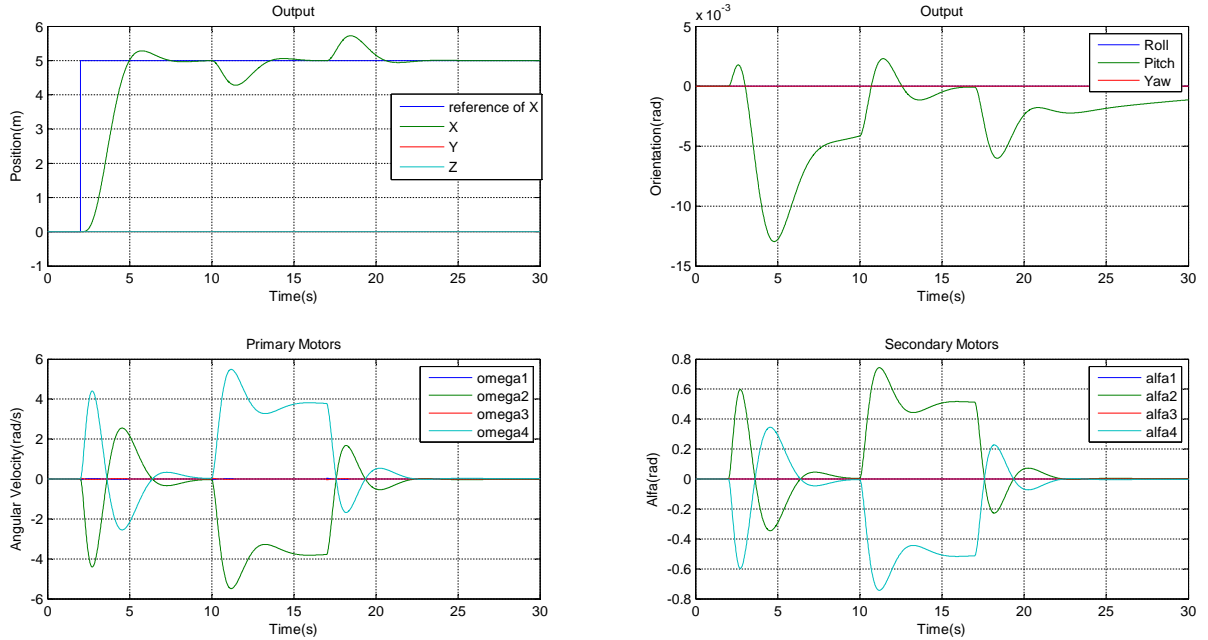 Output
6
5
4
3
2
1
0
-1
Position(m)
reference of X
X
Y
Z
0 5 10 15 20 25 30
Time(s)
Output
x 10^-3
5
0
-5
-10
-15
Orientation(rad)
Roll
Pitch
Yaw
0 5 10 15 20 25 30
Time(s)
Primary Motors
6
4
2
0
-2
-4
-6
Angular Velocity(rad/s)
omega1
omega2
omega3
omega4
0 5 10 15 20 25 30
Time(s)
Secondary Motors
0.8
0.6
0.4
0.2
0
-0.2
-0.4
-0.6
-0.8
Alfa(rad)
alfa1
alfa2
alfa3
alfa4
0 5 10 15 20 25 30
Time(s)